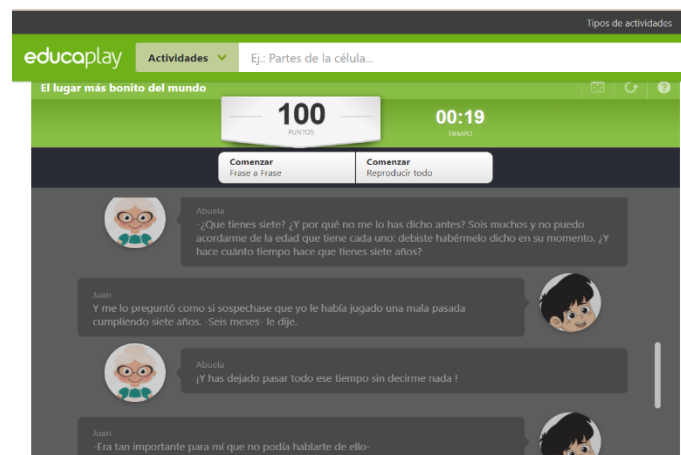 Tipos de actividades
educaplay
Actividades
Ej.: Partes de la célula...
El lugar más bonito del mundo
?
100
PUNTOS
00:19
TIEMPO
Comenzar
Frase a Frase
Comenzar
Reproducir todo
Abuela
-¿Que tienes siete? ¿Y por qué no me lo has dicho antes? Sois muchos y no puedo
acordarme de la edad que tiene cada uno: debiste habérmelo dicho en su momento. ¿Y
hace cuánto tiempo hace que tienes siete años?
Juan
Y me lo preguntó como si sospechase que yo le había jugado una mala pasada
cumpliendo siete años. -Seis meses- le dije.
Abuela
¡Y has dejado pasar todo ese tiempo sin decirme nada !
Juan
-Era tan importante para mí que no podía hablarte de ello-